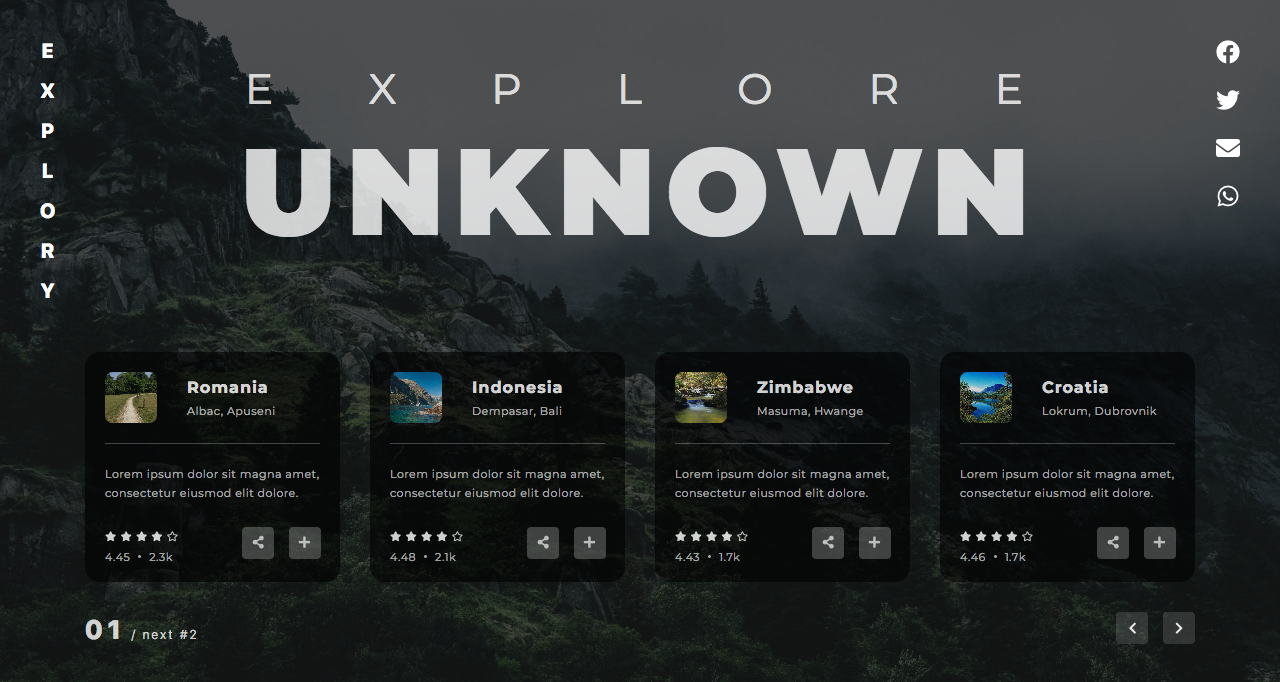 EXPLORY
EXPLORE
UNKNOWN
Romania
Albac, Apuseni
Lorem ipsum dolor sit magna amet,
consectetur eiusmod elit dolore.
4.45 • 2.3k
Indonesia
Dempasar, Bali
Lorem ipsum dolor sit magna amet,
consectetur eiusmod elit dolore.
4.48 • 2.1k
Zimbabwe
Masuma, Hwange
Lorem ipsum dolor sit magna amet,
consectetur eiusmod elit dolore.
4.43 • 1.7k
Croatia
Lokrum, Dubrovnik
Lorem ipsum dolor sit magna amet,
consectetur eiusmod elit dolore.
4.46 • 1.7k
01 / next #2